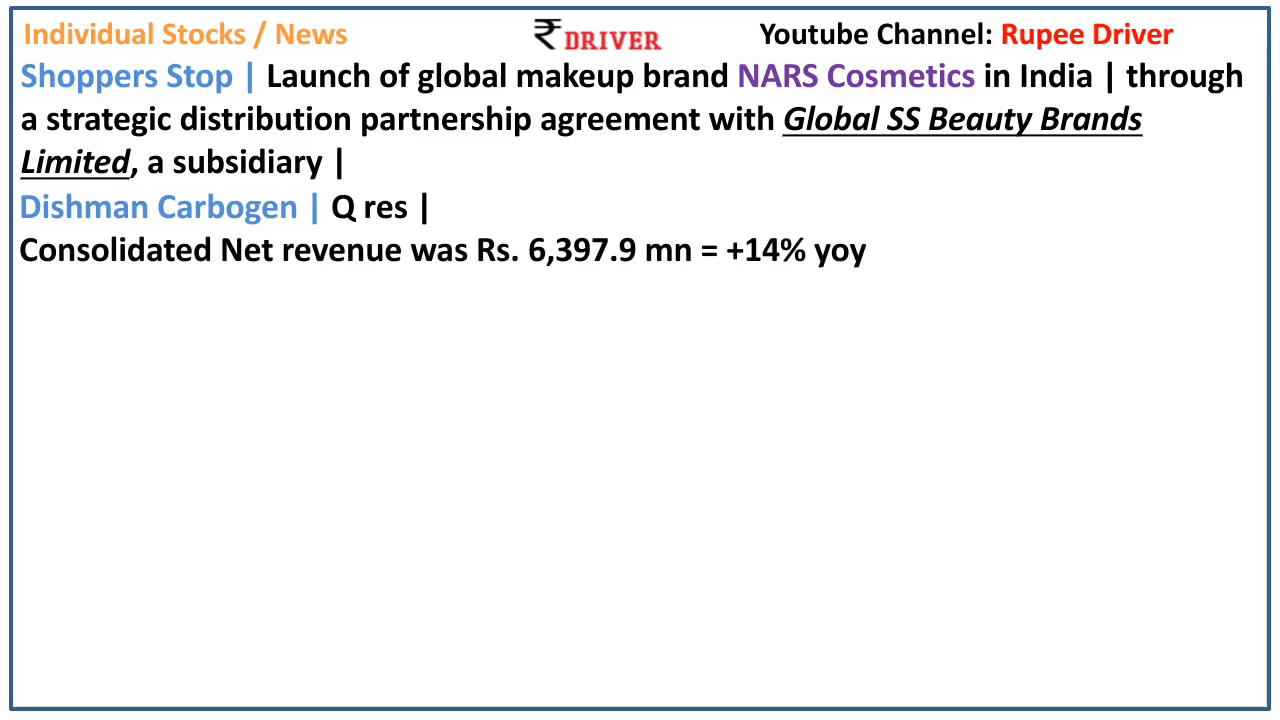 Individual Stocks / News
₹ DRIVER
Youtube Channel: Rupee Driver
Shoppers Stop | Launch of global makeup brand NARS Cosmetics in India | through
a strategic distribution partnership agreement with Global SS Beauty Brands
Limited, a subsidiary |
Dishman Carbogen | Q res |
Consolidated Net revenue was Rs. 6,397.9 mn = +14% yoy